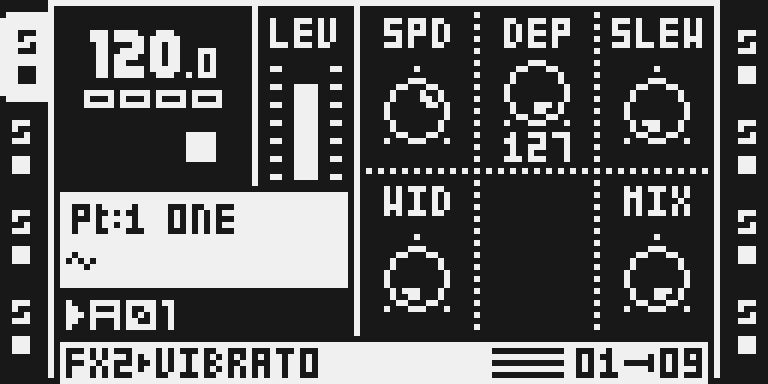 120.0
LEV
SPD DEP SLEW
127
WID MIX
Pt:1 ONE
A01
FX2 VIBRATO
01 09
S
S
S
S
S
S
S
S